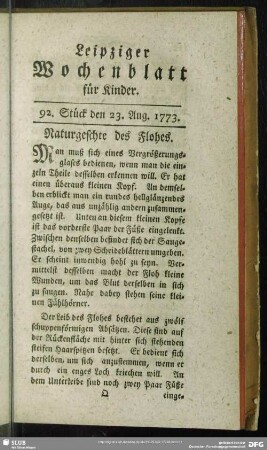 Leipziger
Wochenblatt
für Kinder.
92. Stück den 23. Aug. 1773.
Naturgeschte des Flohes.
Man muß sich eines Vergrößerungs-
glases bedienen, wenn man die ein-
zeln Theile desselben erkennen will. Er hat
einen überaus kleinen Kopf. An demsel-
ben erblickt man ein rundes hellglänzendes
Auge, das aus unzählig andern zusammen-
gesetzt ist. Unten an diesem kleinen Kopfe
ist das vorderste Paar der Füße eingelenkt.
Zwischen denselben befindet sich der Sauge-
stachel, von zwey Scheideblättern umgeben.
Er scheint inwendig hohl zu seyn. Ver-
mittelst desselben macht der Floh kleine
Wunden, um das Blut derselben in sich
zu saugen. Nahe dabey stehen seine klei-
nen Fühlhörner.
Der Leib des Flohes bestehet aus zwölf
schuppenförmigen Absätzen. Diese sind auf
der Rückenfläche mit hinter sich stehenden
steifen Haarspitzen besetzt. Er bedient sich
derselben, um sich anzustemmen, wenn er
durch ein enges Loch kriechen will. An
dem Unterleibe sind noch zwey Paar Füße
einge-
SLUB
DFG